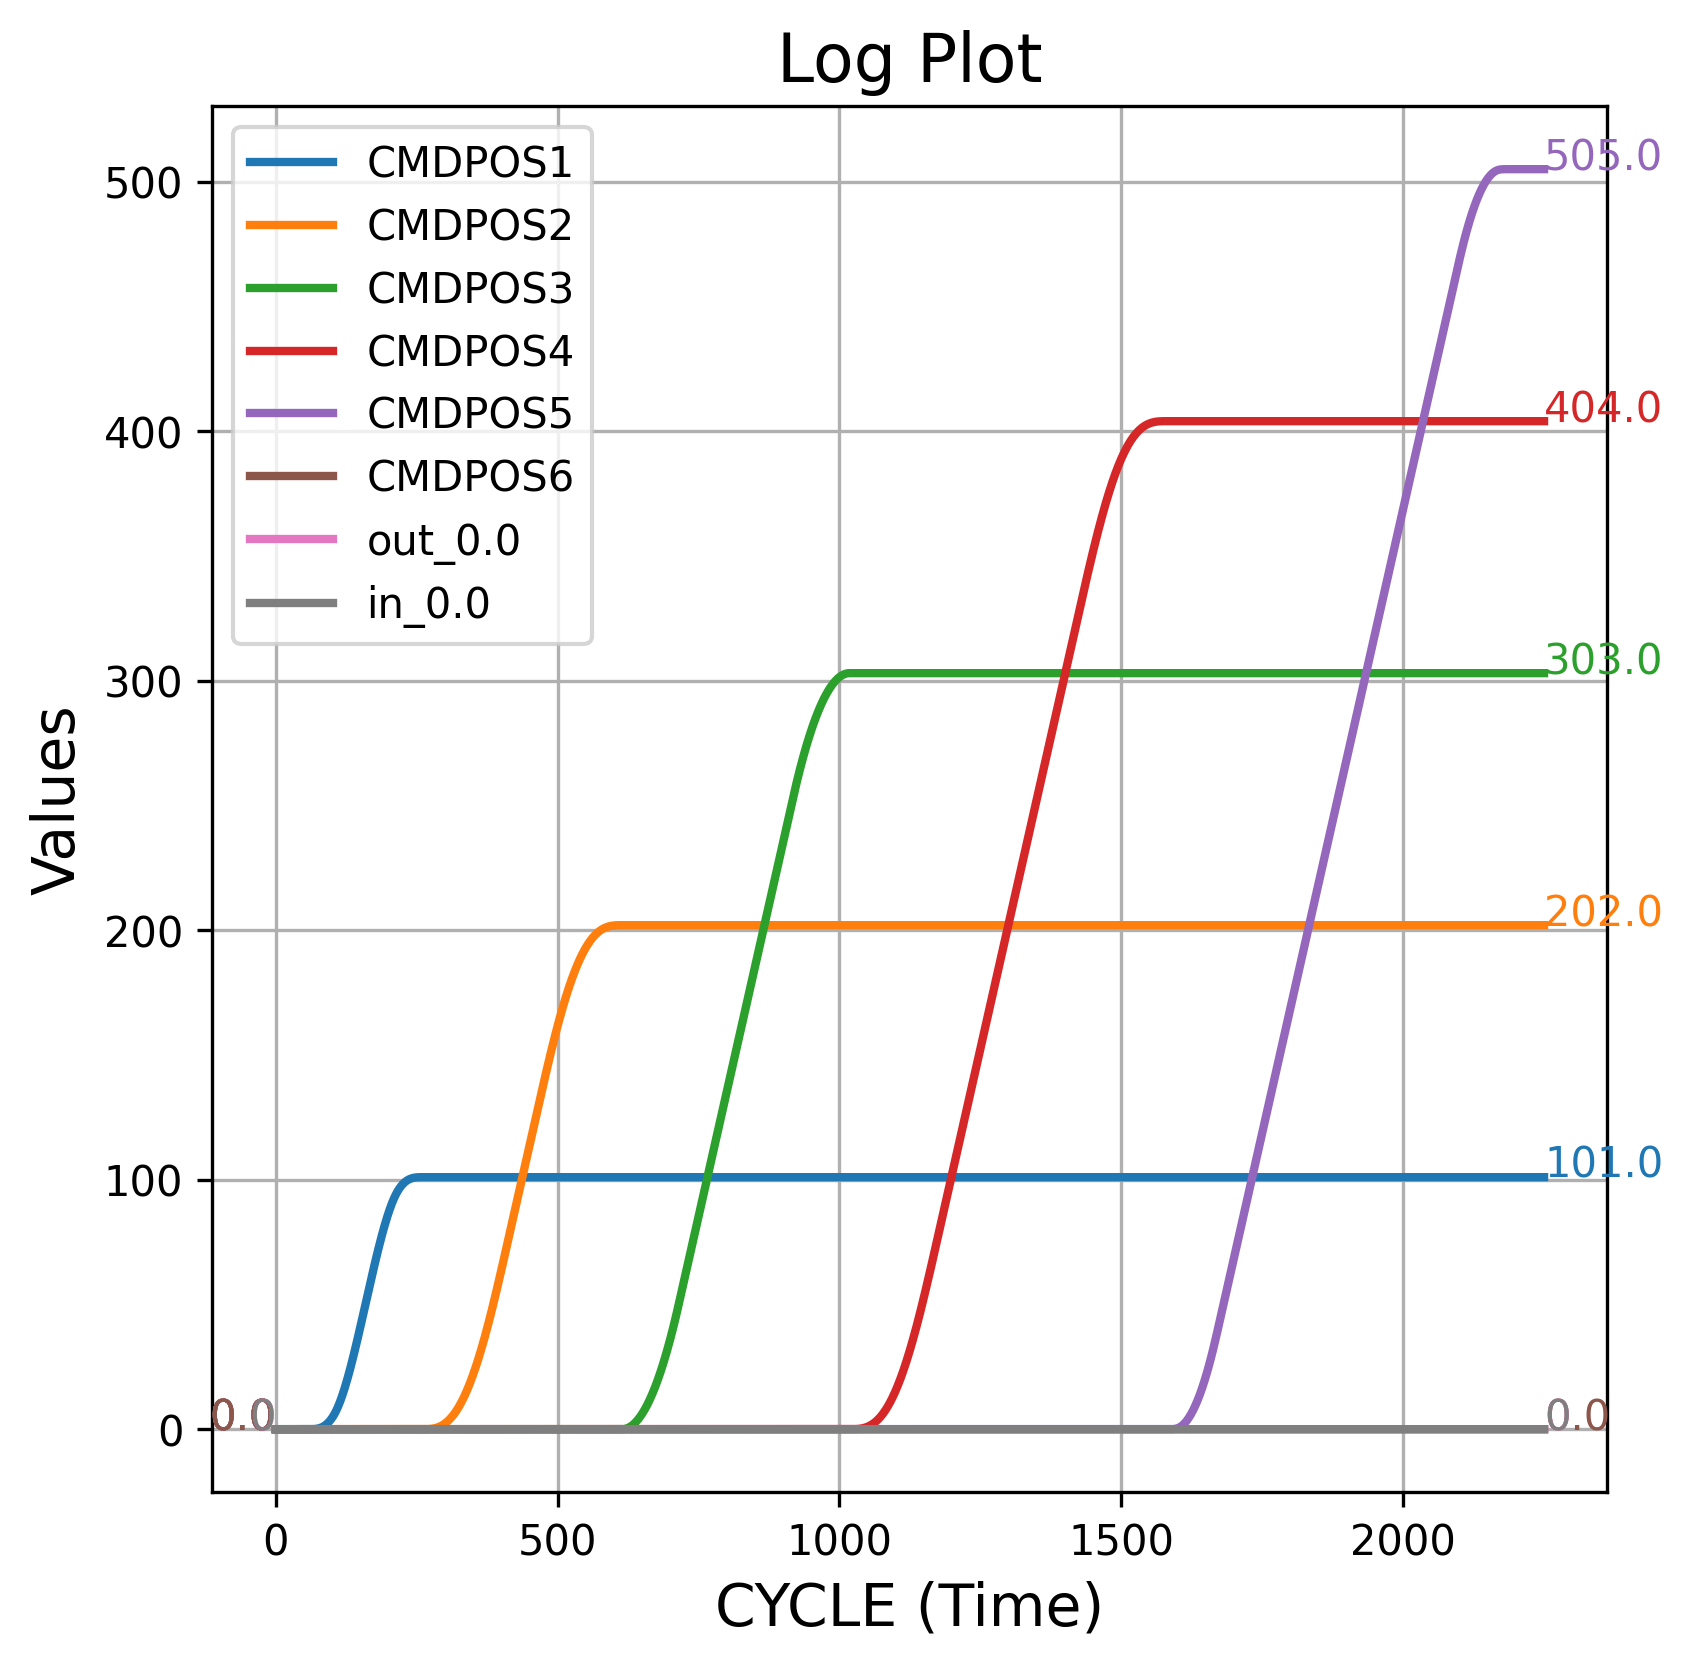 Log Plot
CMDPOS1
CMDPOS2
CMDPOS3
CMDPOS4
CMDPOS5
CMDPOS6
out_0.0
in_0.0
505.0
404.0
303.0
202.0
101.0
0.0
0.0
500
400
300
200
100
0
Values
0
500
1000
1500
2000
CYCLE (Time)